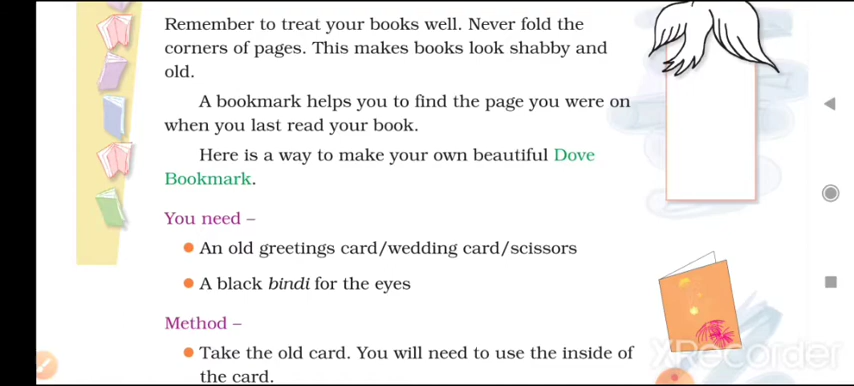 Remember to treat your books well. Never fold the
corners of pages. This makes books look shabby and
old.
A bookmark helps you to find the page you were on
when you last read your book.
Here is a way to make your own beautiful Dove
Bookmark.
You need –
An old greetings card/wedding card/scissors
A black bindi for the eyes
Method –
Take the old card. You will need to use the inside of
the card.
XRecorder